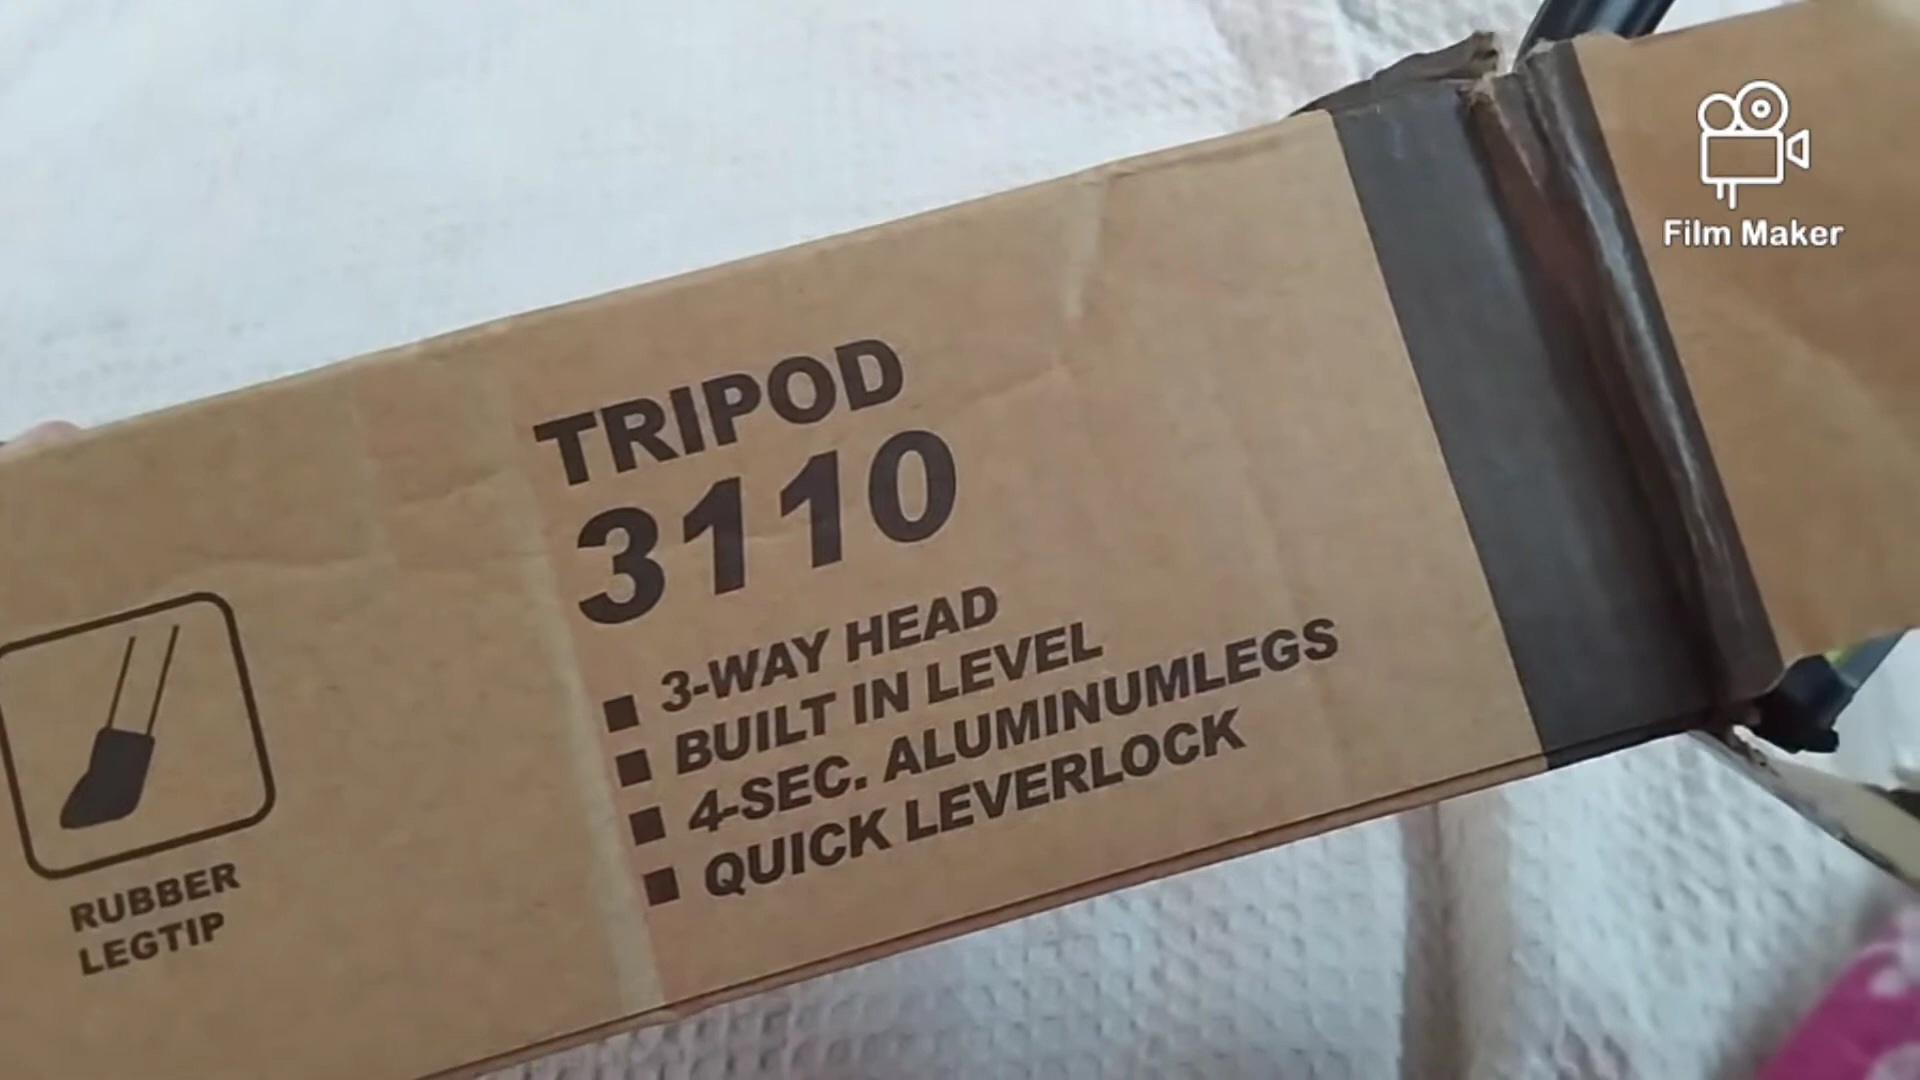 Film Maker
TRIPOD
3110
3-WAY HEAD
BUILT IN LEVEL
4-SEC. ALUMINUMLEGS
QUICK LEVERLOCK
RUBBER
LEGTIP